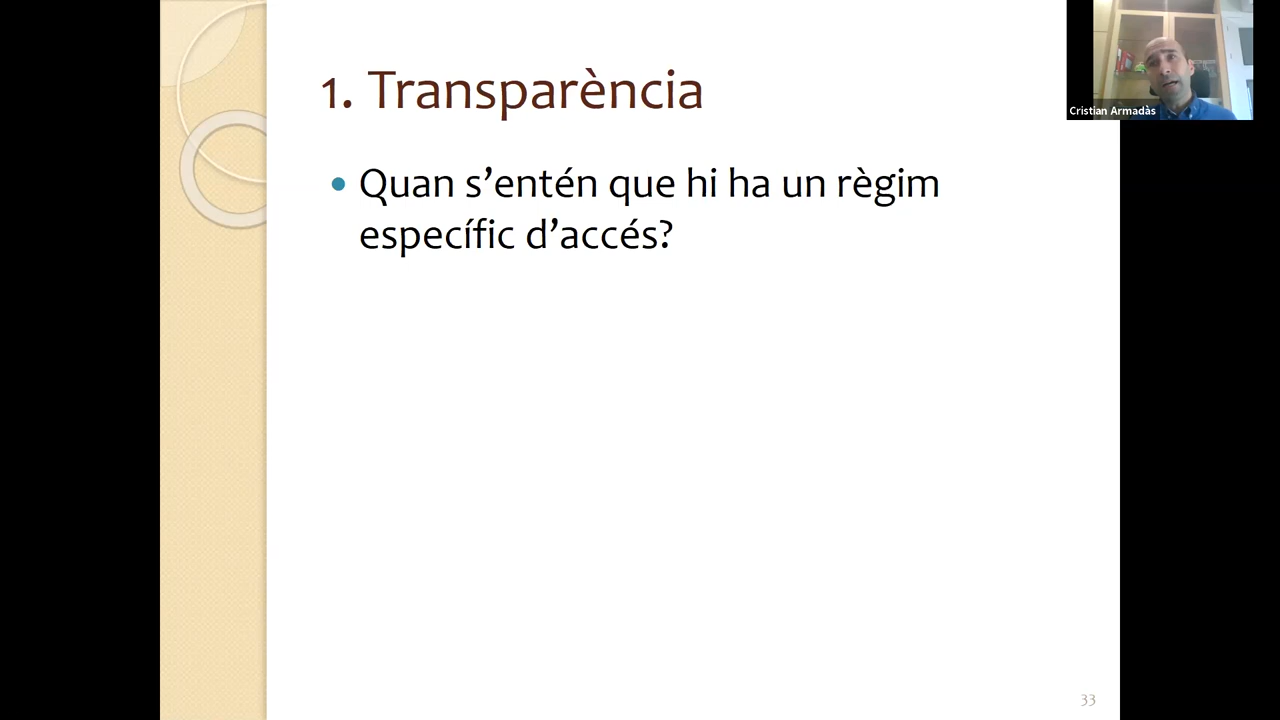 1. Transparència
Quan s’entén que hi ha un règim
específic d’accés?
Cristian Armadàs
33